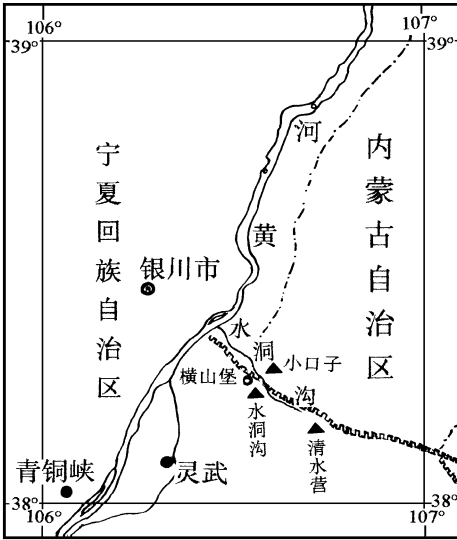 106°
107°
39°
39°
河
宁夏回族自治区
内蒙古自治区
黄
银川市
水洞沟
小口子
横山堡
水洞沟
清水营
青铜峡
灵武
38°
38°
106°
107°